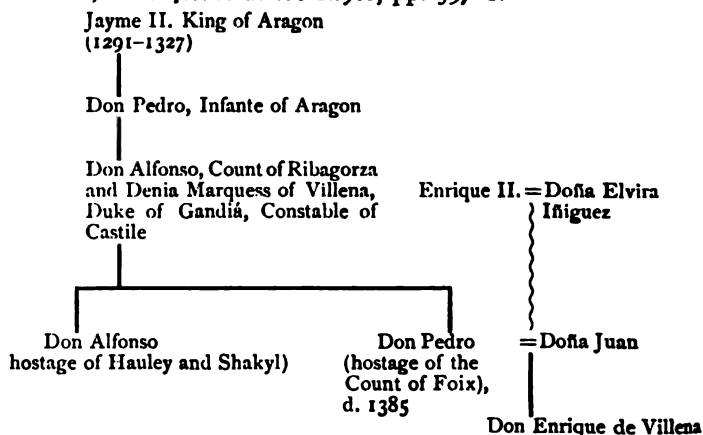 Jayme II. King of Aragon
(1291–1327)
Don Pedro, Infante of Aragon
Don Alfonso, Count of Ribagorza
and Denia Marquess of Villena,
Duke of Gandiá, Constable of
Castile
Enrique II. = Doña Elvira
Iñiguez
Don Alfonso
hostage of Hauley and Shakyl)
Don Pedro
(hostage of the
Count of Foix),
d. 1385
= Doña Juan
Don Enrique de Villena